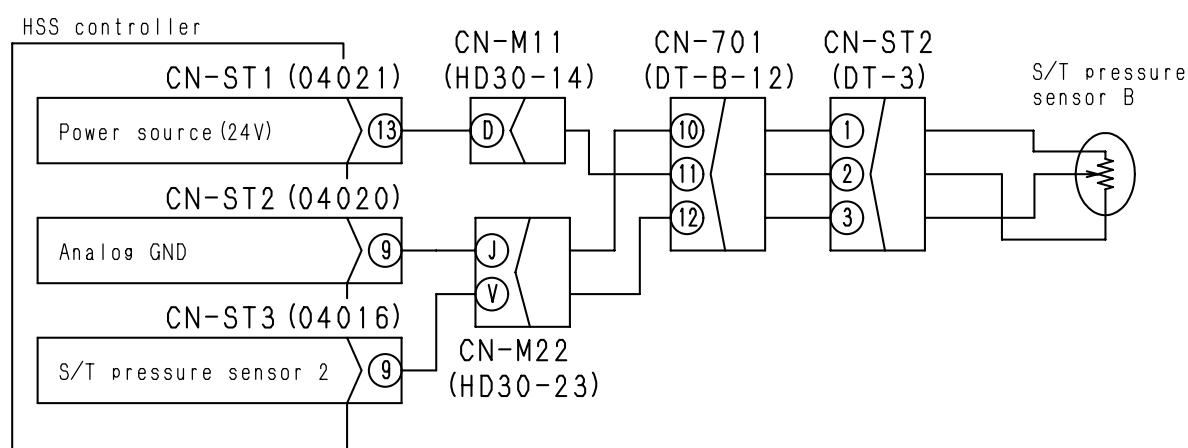 HSS controller
CN-M11
(HD30-14)
CN-701
(DT-B-12)
CN-ST2
(DT-3)
S/T pressure
sensor B
CN-ST1 (04021)
Power source (24V)
13
D
10
11
12
1
2
3
CN-ST2 (04020)
Analog GND
9
J
V
CN-ST3 (04016)
S/T pressure sensor 2
9
CN-M22
(HD30-23)